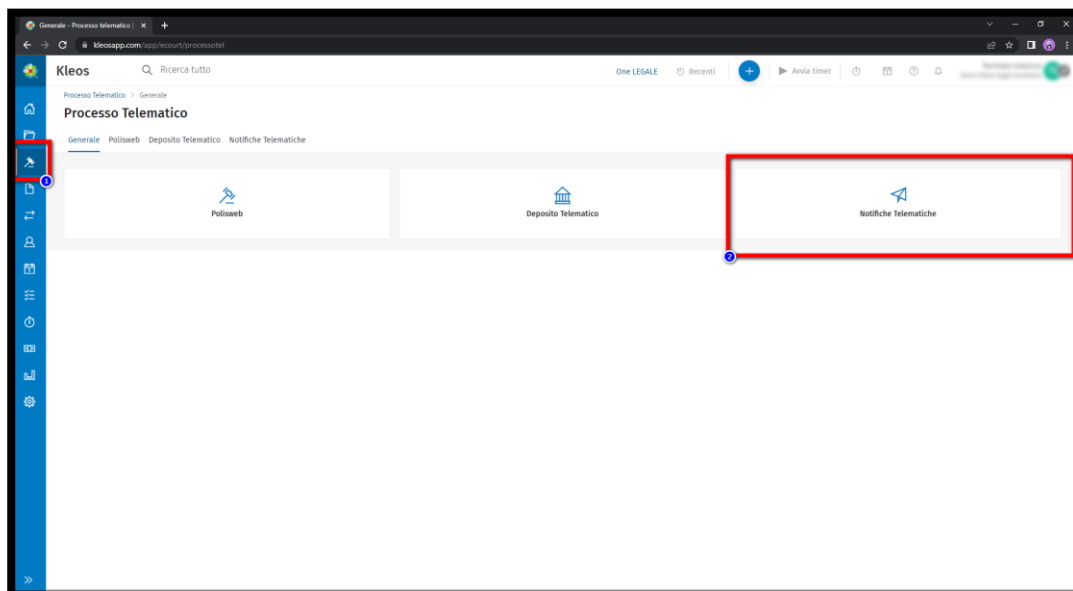 Generale - Processo telematico |
kleosapp.com/app/ecourt/processotel
Kleos
Ricerca tutto
One LEGALE
Recenti
Avvia timer
Processo Telematico > Generale
Processo Telematico
Generale Polisweb Deposito Telematico Notifiche Telematiche
Polisweb
Deposito Telematico
Notifiche Telematiche
1
2